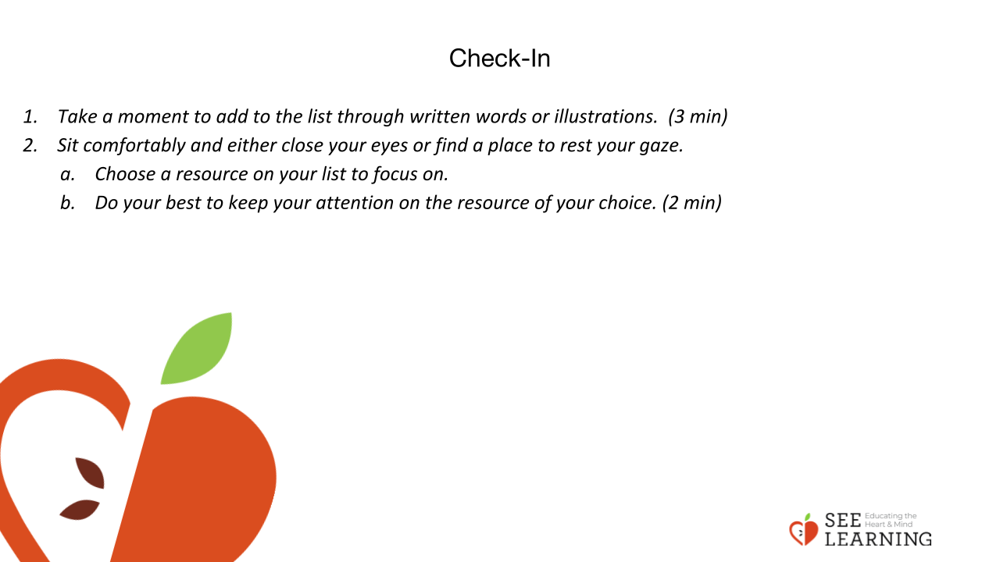 Check-In
1. Take a moment to add to the list through written words or illustrations.  (3 min)
2. Sit comfortably and either close your eyes or find a place to rest your gaze.
a. Choose a resource on your list to focus on.
b. Do your best to keep your attention on the resource of your choice. (2 min)
SEE Educating the
Heart & Mind
LEARNING